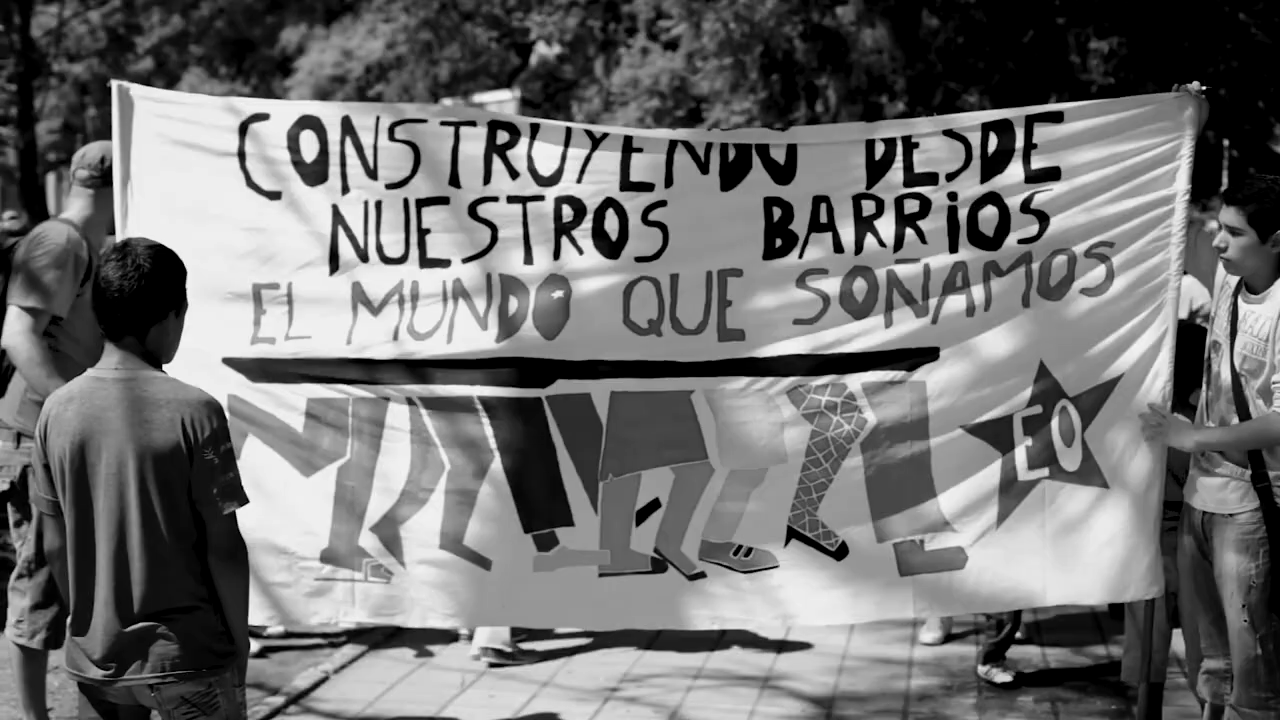 CONSTRUYENDO DESDE
NUESTROS BARRiOS
EL MUNDO QUE SOÑAMOS
EO